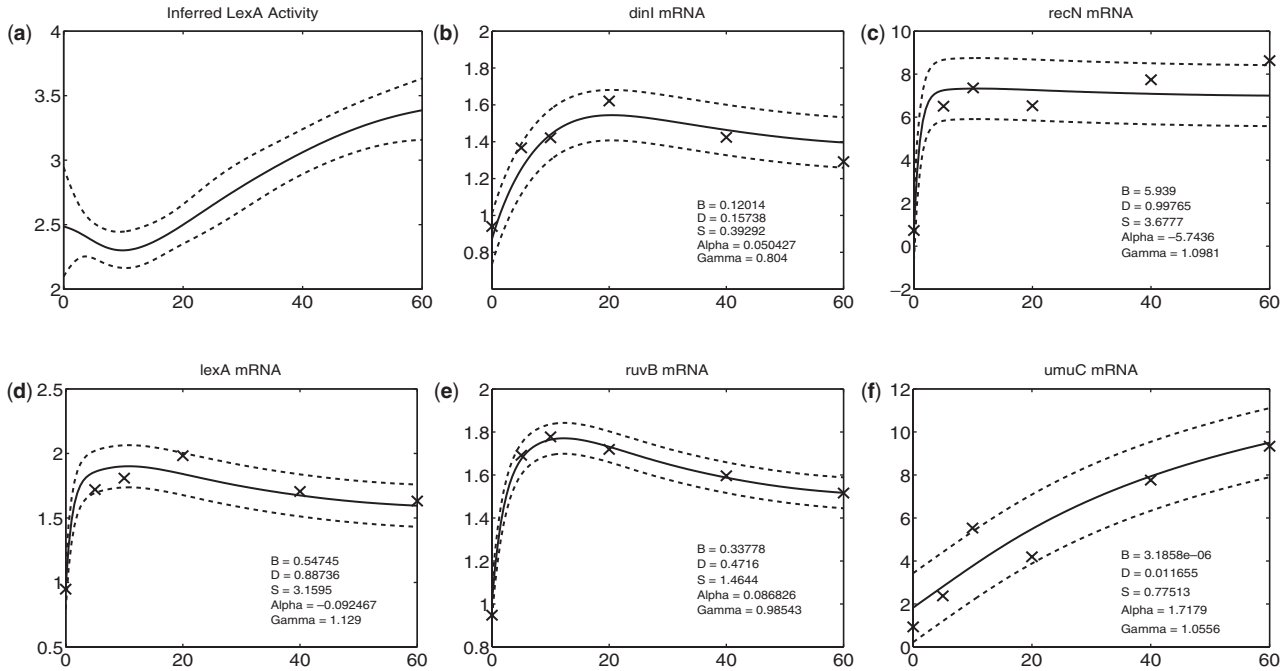 (a)
Inferred LexA Activity
4
3.5
3
2.5
2
0 20 40 60
(b)
dinI mRNA
2
1.8
1.6
1.4
1.2
1
0.8
B = 0.12014
D = 0.15738
S = 0.39292
Alpha = 0.050427
Gamma = 0.804
0 20 40 60
(c)
recN mRNA
10
8
6
4
2
0
−2
B = 5.939
D = 0.99765
S = 3.6777
Alpha = −5.7436
Gamma = 1.0981
0 20 40 60
(d)
lexA mRNA
2.5
2
1.5
1
0.5
B = 0.54745
D = 0.88736
S = 3.1595
Alpha = −0.092467
Gamma = 1.129
0 20 40 60
(e)
ruvB mRNA
2
1.8
1.6
1.4
1.2
1
0.8
B = 0.33778
D = 0.4716
S = 1.4644
Alpha = 0.086826
Gamma = 0.98543
0 20 40 60
(f)
umuC mRNA
12
10
8
6
4
2
0
B = 3.1858e−06
D = 0.011655
S = 0.77513
Alpha = 1.7179
Gamma = 1.0556
0 20 40 60